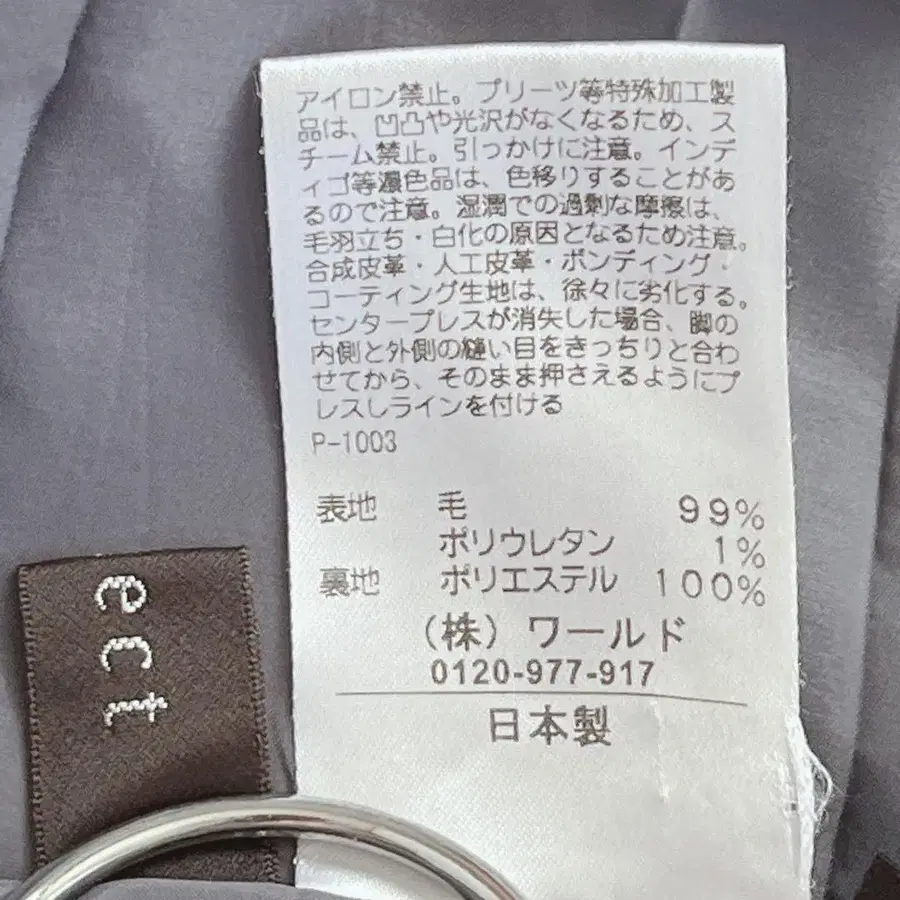 アイロン禁止。プリーツ等特殊加工製
品は、凹凸や光沢がなくなるため、ス
チーム禁止。引っかけに注意。インデ
ィゴ等濃色品は、色移りすることがあ
るので注意。湿潤での過剰な摩擦は、
毛羽立ち・白化の原因となるため注意。
合成皮革・人工皮革・ボンディング・
コーティング生地は、徐々に劣化する。
センタープレスが消失した場合、脚の
内側と外側の縫い目をきっちりと合わ
せてから、そのまま押さえるようにプ
レスしラインを付ける
P-1003
表地 毛 99%
ポリウレタン 1%
裏地 ポリエステル 100%
(株) ワールド
0120-977-917
日本製
ect